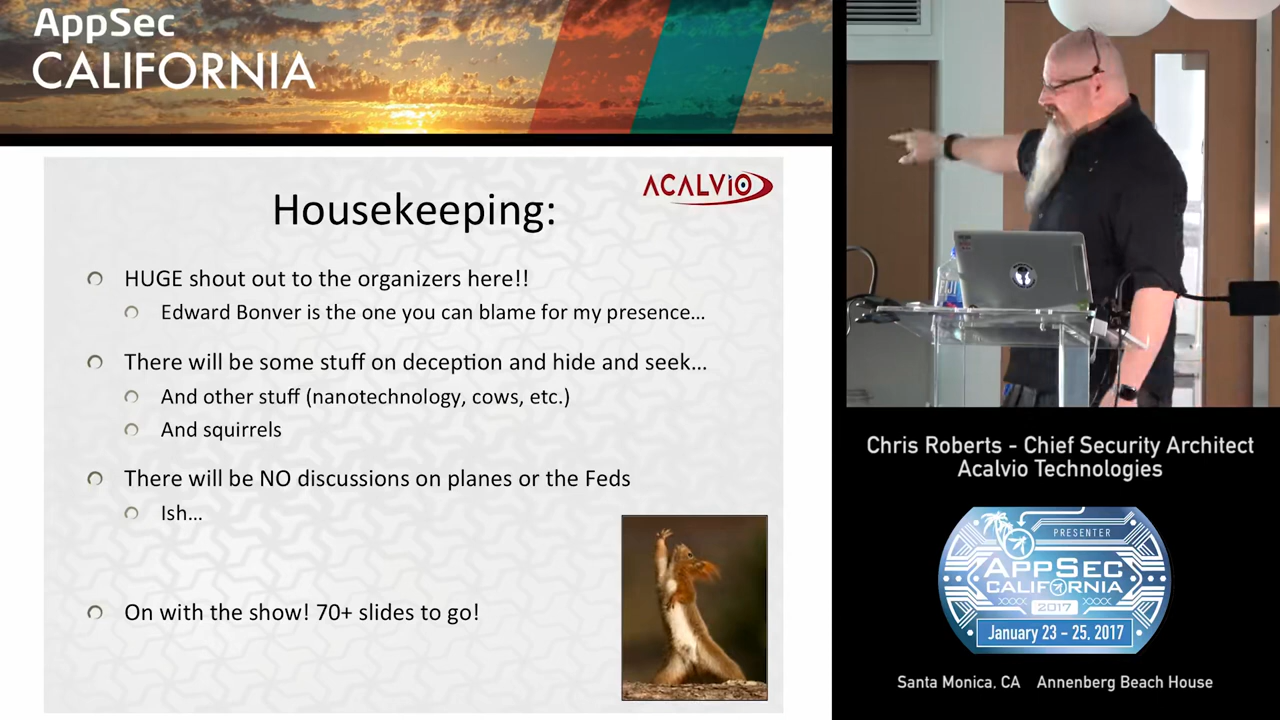 AppSec
CALIFORNIA
ACALVIO
Housekeeping:
HUGE shout out to the organizers here!!
Edward Bonver is the one you can blame for my presence…
There will be some stuff on deception and hide and seek…
And other stuff (nanotechnology, cows, etc.)
And squirrels
There will be NO discussions on planes or the Feds
Ish…
On with the show! 70+ slides to go!
FIJI
Chris Roberts - Chief Security Architect
Acalvio Technologies
PRESENTER
APPSEC
CALIFORNIA
2017
January 23 - 25, 2017
Santa Monica, CA Annenberg Beach House